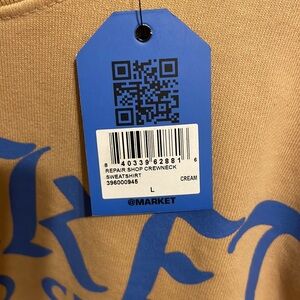 8 40339 62881 6
REPAIR SHOP CREWNECK
SWEATSHIRT
396000945 CREAM
L
@MARKET